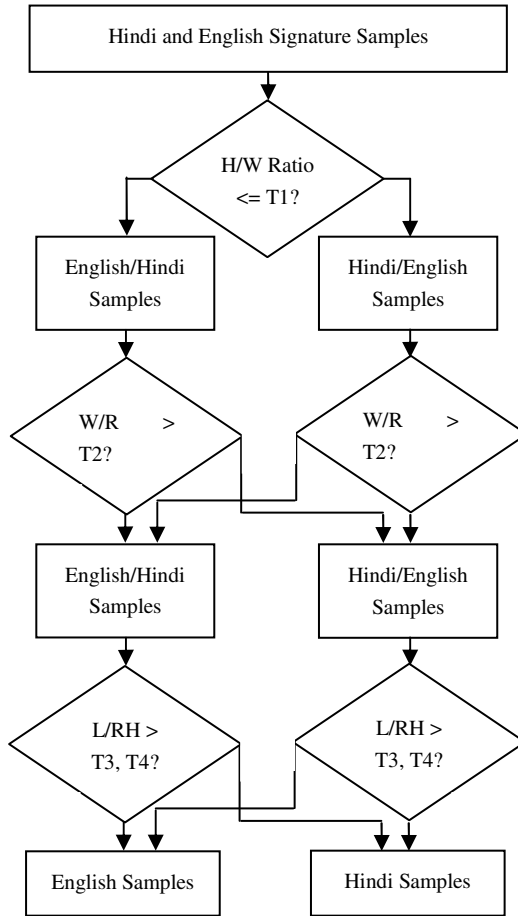 Hindi and English Signature Samples
H/W Ratio
<= T1?
English/Hindi
Samples
Hindi/English
Samples
W/R >
T2?
W/R >
T2?
English/Hindi
Samples
Hindi/English
Samples
L/RH >
T3, T4?
L/RH >
T3, T4?
English Samples
Hindi Samples